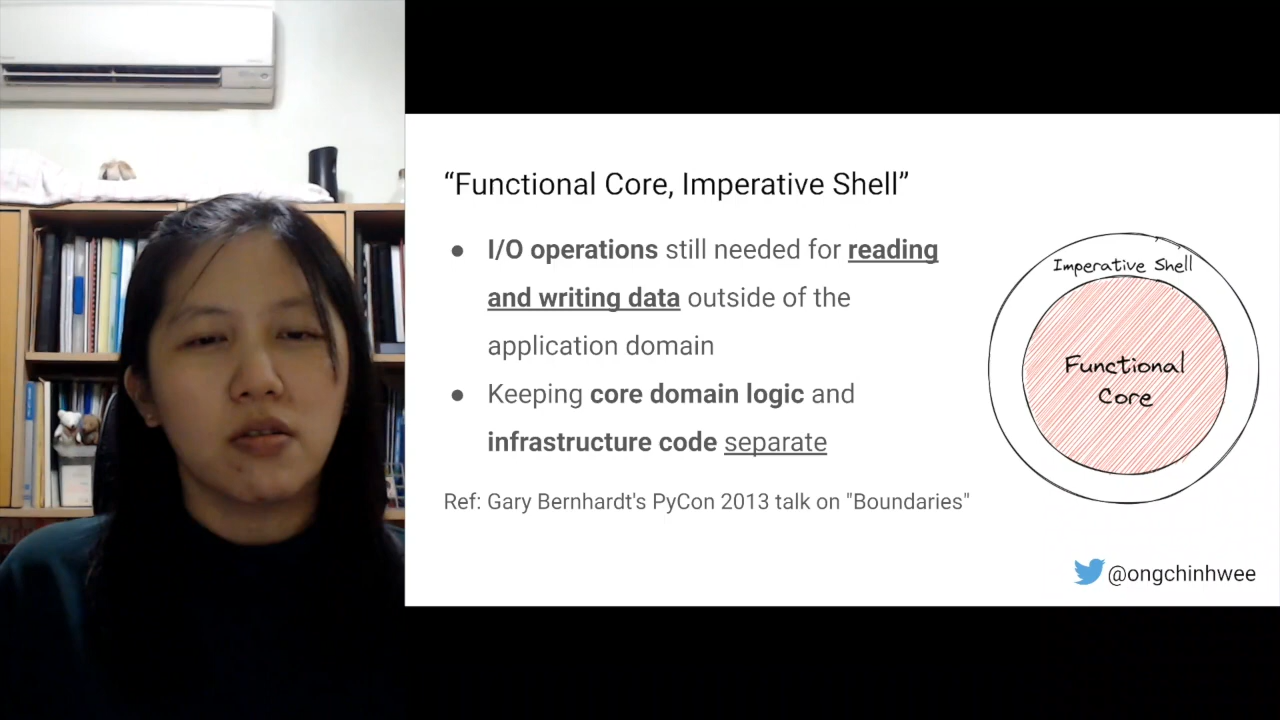 “Functional Core, Imperative Shell”
● I/O operations still needed for reading
and writing data outside of the
application domain
● Keeping core domain logic and
infrastructure code separate
Ref: Gary Bernhardt's PyCon 2013 talk on "Boundaries"
Imperative Shell
Functional
Core
@ongchinhwee